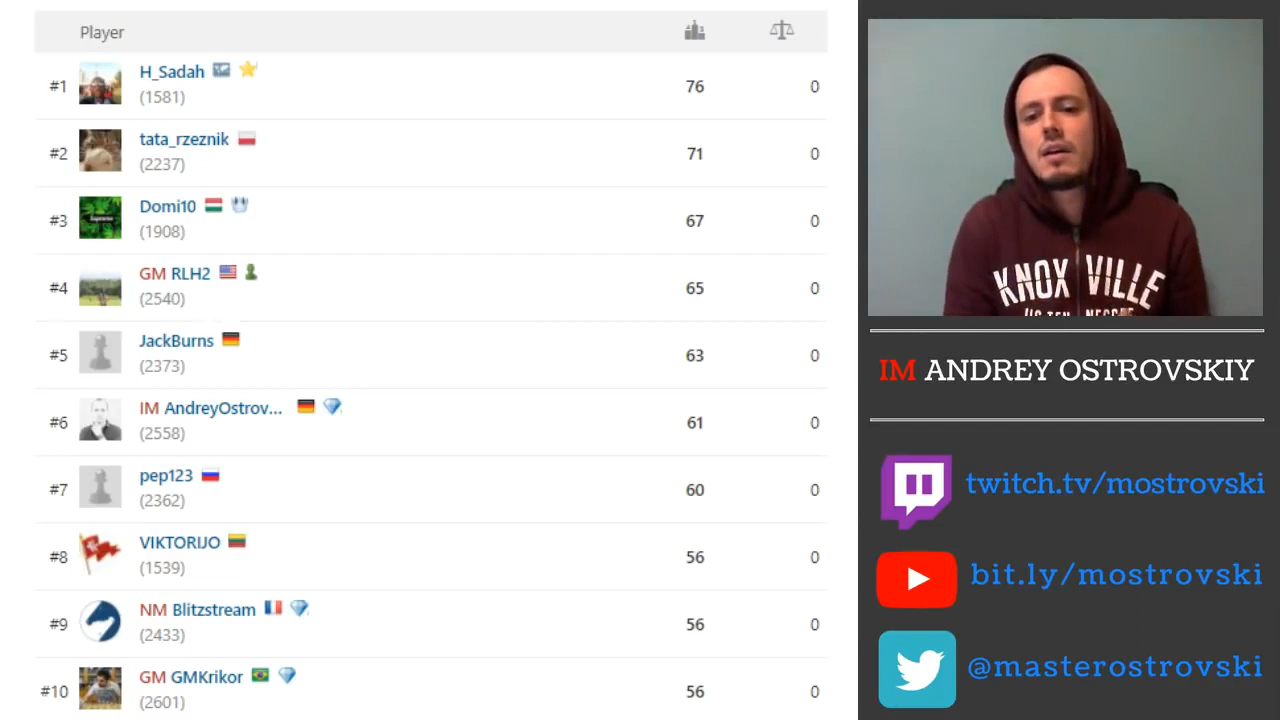 Player
#1
H_Sadah
(1581)
76
0
#2
tata_rzeznik
(2237)
71
0
#3
Domi10
(1908)
67
0
#4
GM RLH2
(2540)
65
0
#5
JackBurns
(2373)
63
0
#6
IM AndreyOstrov...
(2558)
61
0
#7
pep123
(2362)
60
0
#8
VIKTORIJO
(1539)
56
0
#9
NM Blitzstream
(2433)
56
0
#10
GM GMKrikor
(2601)
56
0
KNOXVILLE
IM ANDREY OSTROVSKIY
twitch.tv/mostrovski
bit.ly/mostrovski
@masterostrovski